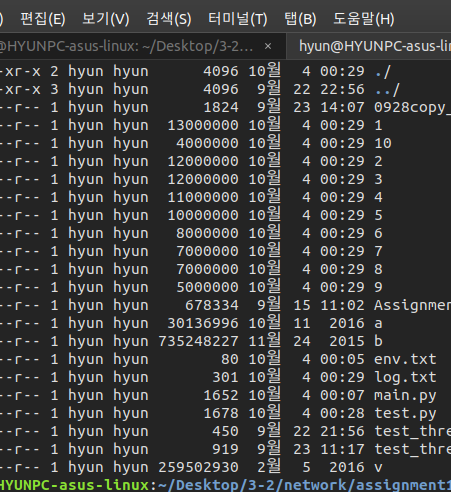 ) 편집(E) 보기(V) 검색(S) 터미널(T) 탭(B) 도움말(H)
@HYUNPC-asus-linux: ~/Desktop/3-2... × hyun@HYUNPC-asus-li
-xr-x 2 hyun hyun 4096 10월 4 00:29 ./
-xr-x 3 hyun hyun 4096 9월 22 22:56 ../
--r-- 1 hyun hyun 1824 9월 23 14:07 0928copy_
--r-- 1 hyun hyun 13000000 10월 4 00:29 1
--r-- 1 hyun hyun 4000000 10월 4 00:29 10
--r-- 1 hyun hyun 12000000 10월 4 00:29 2
--r-- 1 hyun hyun 12000000 10월 4 00:29 3
--r-- 1 hyun hyun 11000000 10월 4 00:29 4
--r-- 1 hyun hyun 10000000 10월 4 00:29 5
--r-- 1 hyun hyun 8000000 10월 4 00:29 6
--r-- 1 hyun hyun 7000000 10월 4 00:29 7
--r-- 1 hyun hyun 7000000 10월 4 00:29 8
--r-- 1 hyun hyun 5000000 10월 4 00:29 9
--r-- 1 hyun hyun 678334 9월 15 11:02 Assignmen
--r-- 1 hyun hyun 30136996 10월 11 2016 a
--r-- 1 hyun hyun 735248227 11월 24 2015 b
--r-- 1 hyun hyun 80 10월 4 00:05 env.txt
--r-- 1 hyun hyun 301 10월 4 00:29 log.txt
--r-- 1 hyun hyun 1652 10월 4 00:07 main.py
--r-- 1 hyun hyun 1678 10월 4 00:28 test.py
--r-- 1 hyun hyun 450 9월 22 21:56 test_thre
--r-- 1 hyun hyun 919 9월 23 11:17 test_thre
--r-- 1 hyun hyun 259502930 2월 5 2016 v
HYUNPC-asus-linux:~/Desktop/3-2/network/assignment1